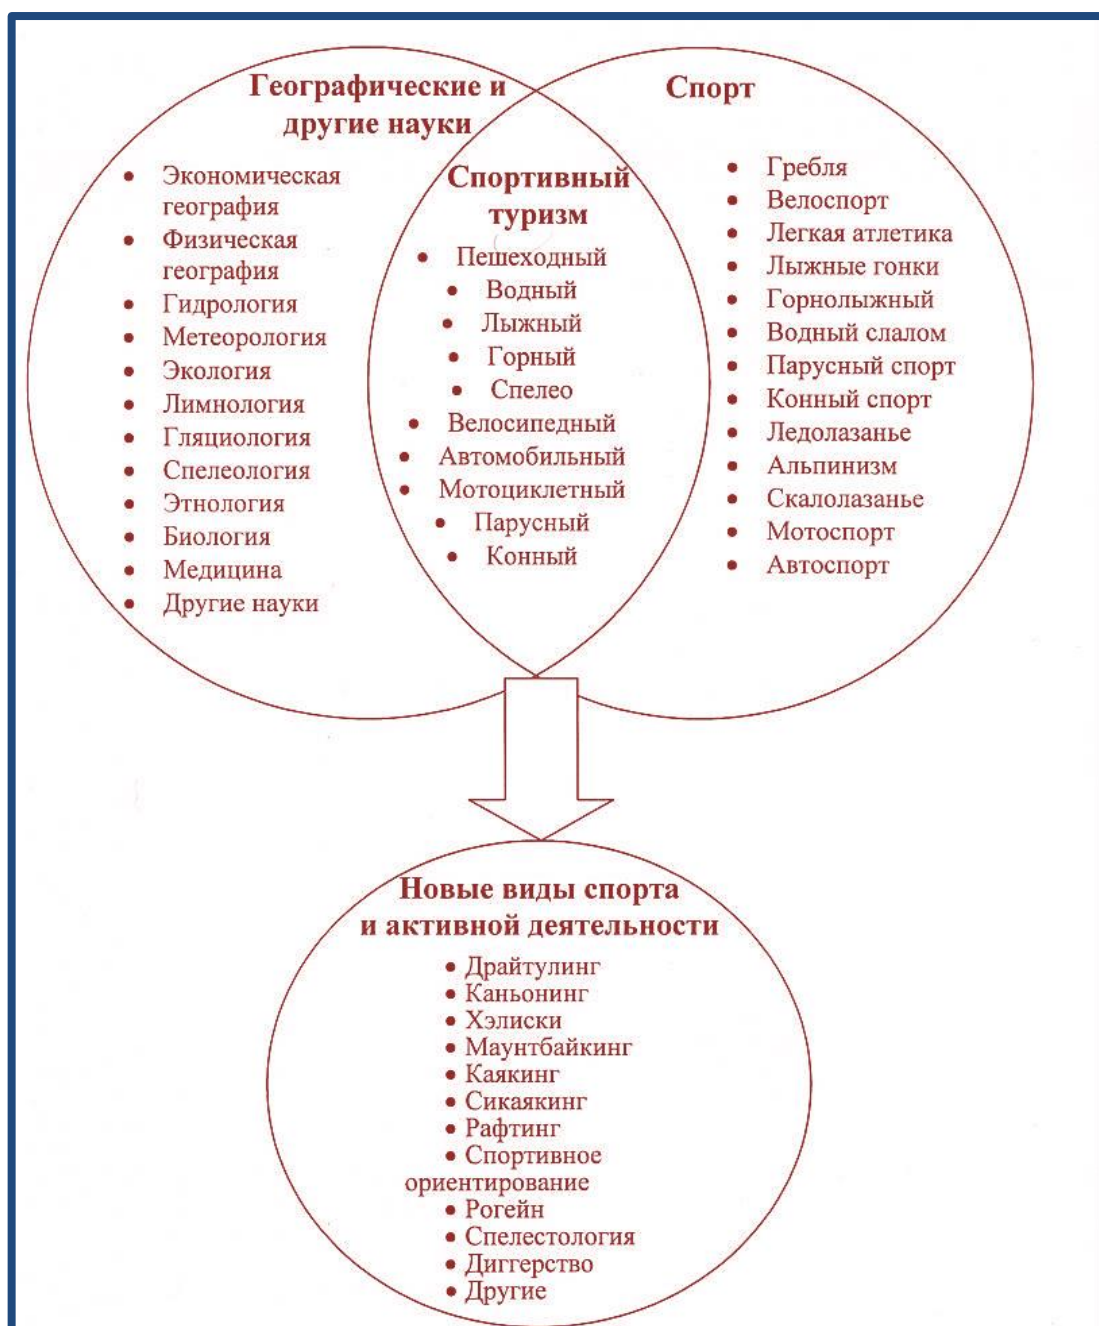 Географические и
другие науки
• Экономическая
география
• Физическая
география
• Гидрология
• Метеорология
• Экология
• Лимнология
• Гляциология
• Спелеология
• Этнология
• Биология
• Медицина
• Другие науки
Спортивный
туризм
• Пешеходный
• Водный
• Лыжный
• Горный
• Спелео
• Велосипедный
• Автомобильный
• Мотоциклетный
• Парусный
• Конный
Спорт
• Гребля
• Велоспорт
• Легкая атлетика
• Лыжные гонки
• Горнолыжный
• Водный слалом
• Парусный спорт
• Конный спорт
• Ледолазанье
• Альпинизм
• Скалолазанье
• Мотоспорт
• Автоспорт
Новые виды спорта
и активной деятельности
• Драйтулинг
• Каньонинг
• Хэлиски
• Маунтбайкинг
• Каякинг
• Сикаякинг
• Рафтинг
• Спортивное
ориентирование
• Рогейн
• Спелестология
• Диггерство
• Другие